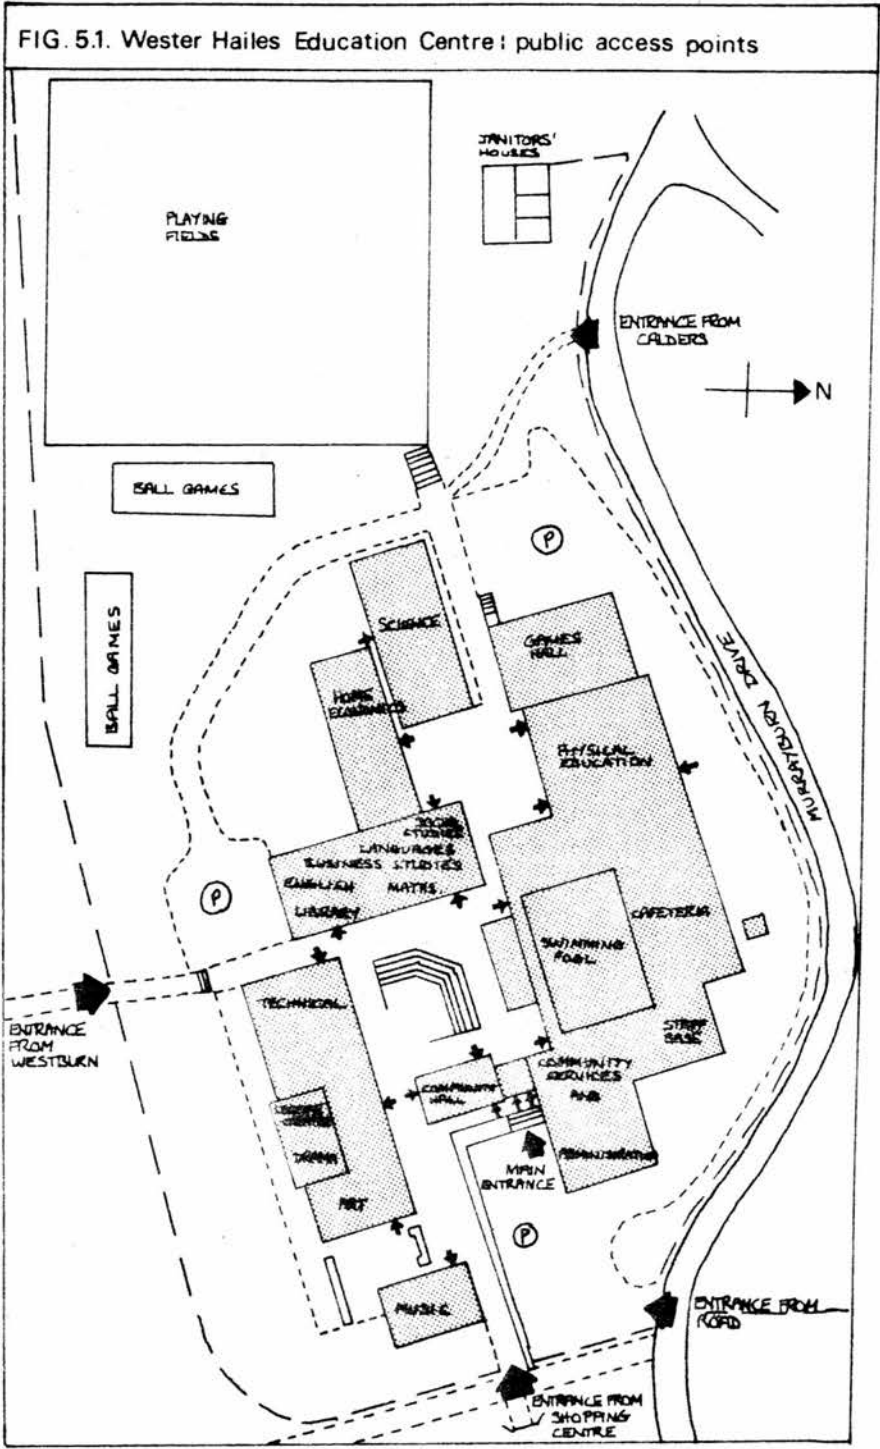 FIG. 5.1. Wester Hailes Education Centre: public access points
JANITORS'
HOUSES
PLAYING
FIELDS
ENTRANCE FROM
CALDERS
N
BALL GAMES
P
BALL GAMES
SCIENCE
GAMES
HALL
MURRAYBURN DRIVE
HOME
ECONOMICS
PHYSICAL
EDUCATION
SOCIAL
STUDIES
LANGUAGES
BUSINESS STUDIES
ENGLISH MATHS.
LIBRARY
P
CAFETERIA
SWIMMING
POOL
TECHNICAL
ENTRANCE
FROM
WESTBURN
STAFF
BASE
COMMUNITY
SERVICES
AND
ADMINISTRATION
COMMUNITY
HALL
DRAMA
MAIN
ENTRANCE
ART
P
MUSIC
ENTRANCE FROM
ROAD
ENTRANCE FROM
SHOPPING
CENTRE